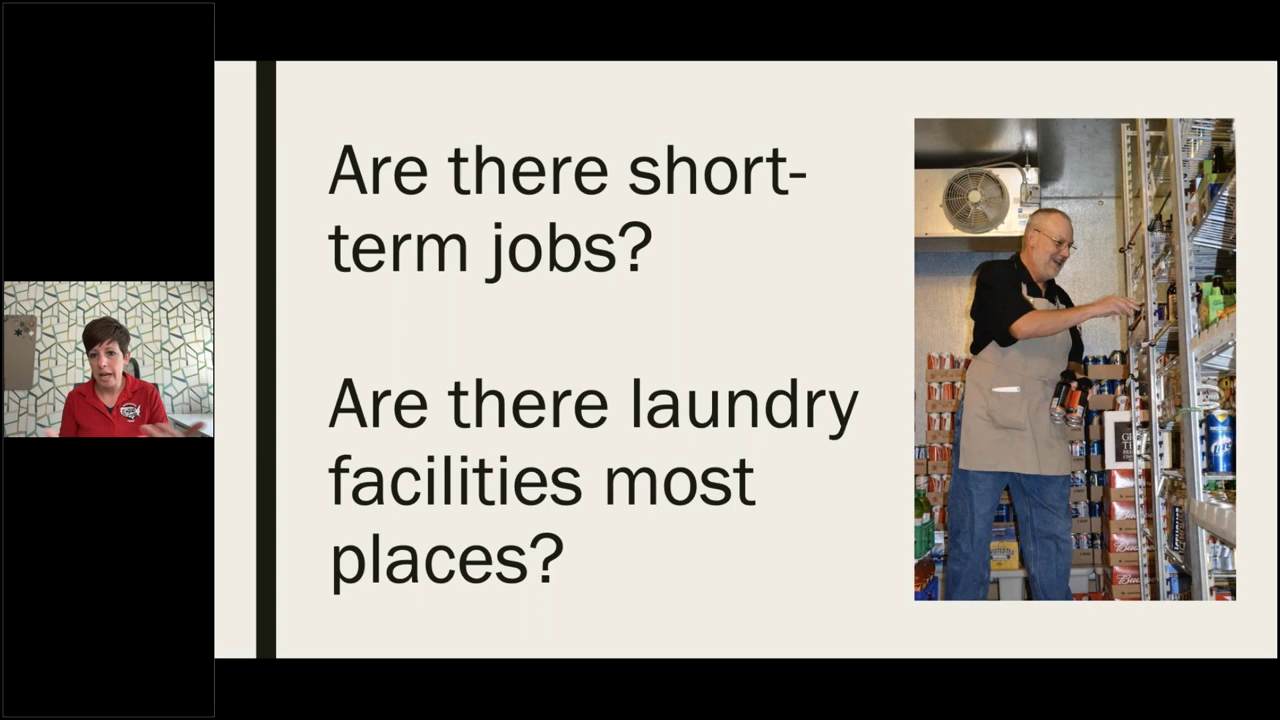 Are there short-
term jobs?
Are there laundry
facilities most
places?